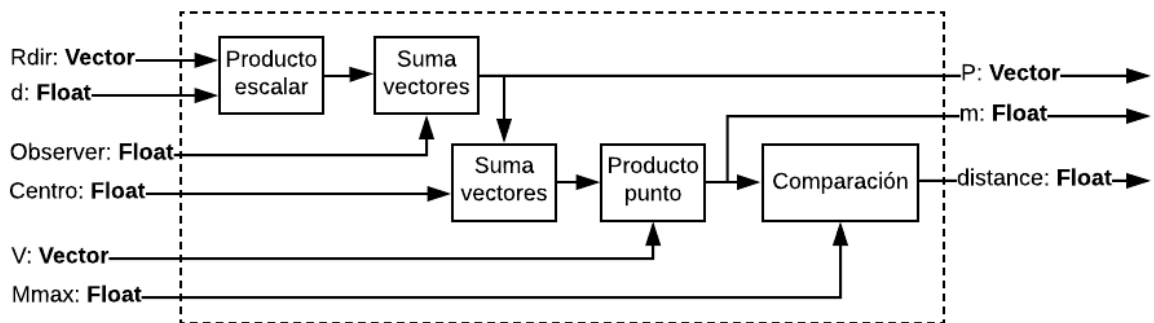 Rdir: Vector
d: Float
Producto
escalar
Suma
vectores
P: Vector
m: Float
Observer: Float
Centro: Float
Suma
vectores
Producto
punto
Comparación
distance: Float
V: Vector
Mmax: Float